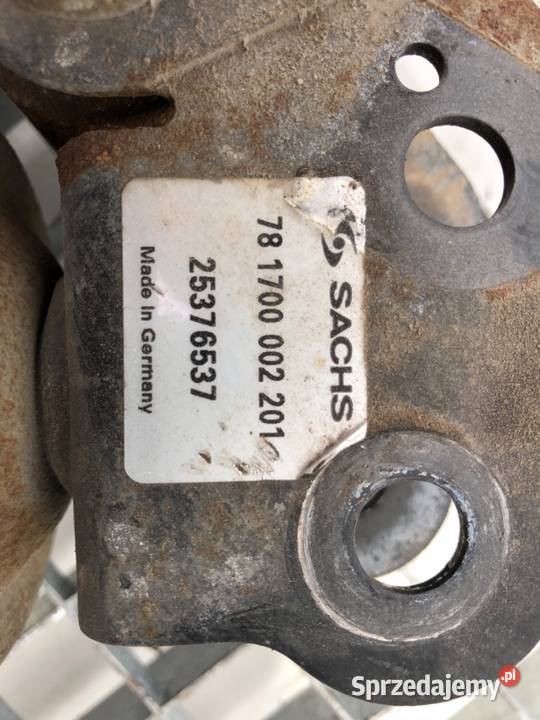 SACHS
78 1700 002 201
25376537
Made in Germany
Sprzedajemy.pl